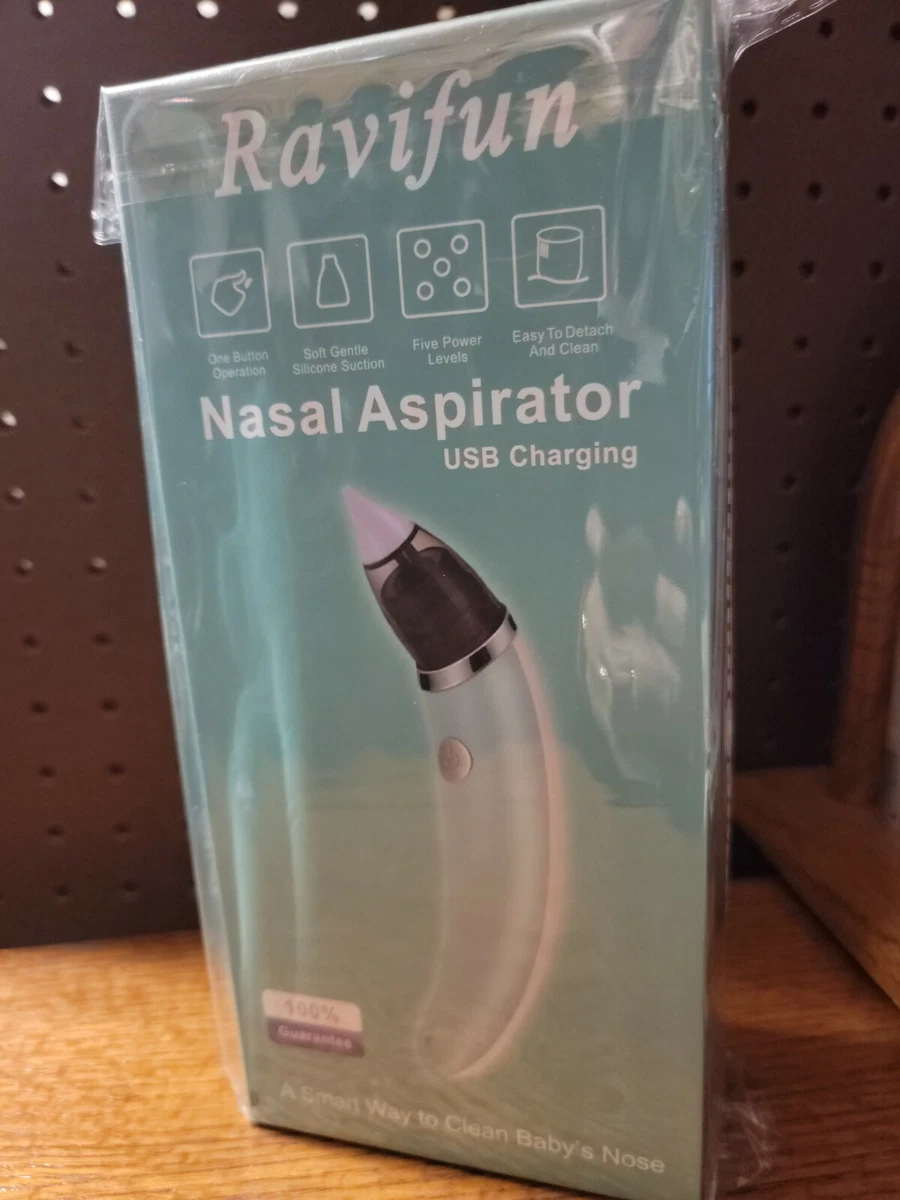 Ravifun
One Button
Operation
Soft Gentle
Silicone Suction
Five Power
Levels
Easy To Detach
And Clean
Nasal Aspirator
USB Charging
100%
Guarantee
A Smart Way to Clean Baby's Nose